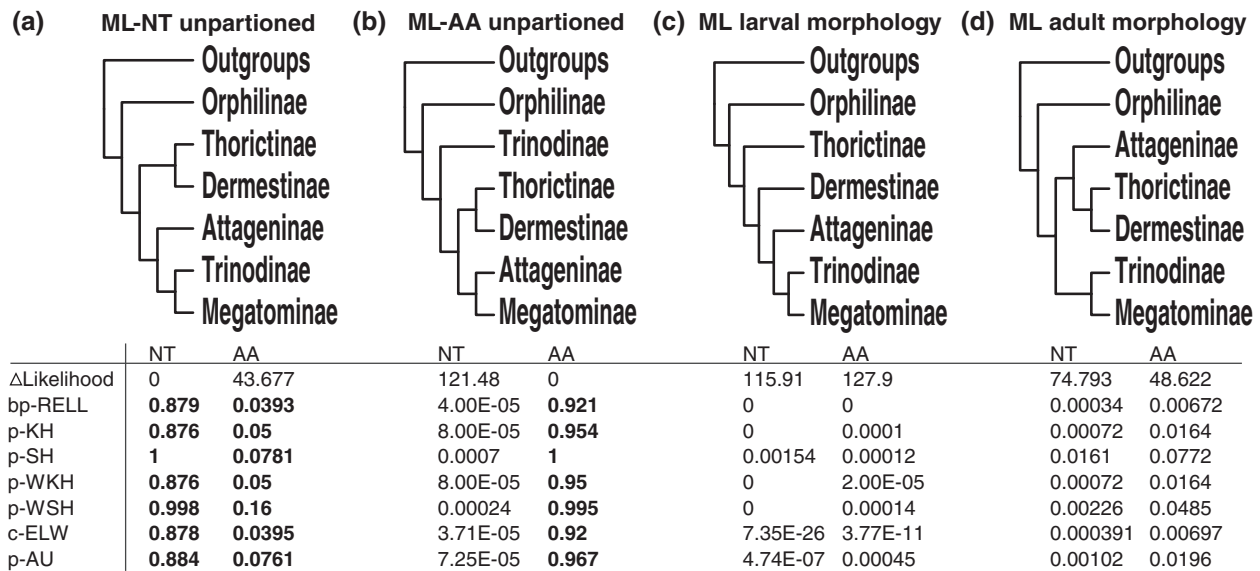 (a) ML-NT unpartioned (b) ML-AA unpartioned (c) ML larval morphology (d) ML adult morphology
Outgroups Outgroups Outgroups Outgroups
Orphilinae Orphilinae Orphilinae Orphilinae
Thorictinae Trinodinae Thorictinae Attageninae
Dermestinae Thorictinae Dermestinae Thorictinae
Attageninae Dermestinae Attageninae Dermestinae
Trinodinae Attageninae Trinodinae Trinodinae
Megatominae Megatominae Megatominae Megatominae
NT AA NT AA NT AA NT AA
ΔLikelihood 0 43.677 121.48 0 115.91 127.9 74.793 48.622
bp-RELL 0.879 0.0393 4.00E-05 0.921 0 0 0.00034 0.00672
p-KH 0.876 0.05 8.00E-05 0.954 0 0.0001 0.00072 0.0164
p-SH 1 0.0781 0.0007 1 0.00154 0.00012 0.0161 0.0772
p-WKH 0.876 0.05 8.00E-05 0.95 0 2.00E-05 0.00072 0.0164
p-WSH 0.998 0.16 0.00024 0.995 0 0.00014 0.00226 0.0485
c-ELW 0.878 0.0395 3.71E-05 0.92 7.35E-26 3.77E-11 0.000391 0.00697
p-AU 0.884 0.0761 7.25E-05 0.967 4.74E-07 0.00045 0.00102 0.0196